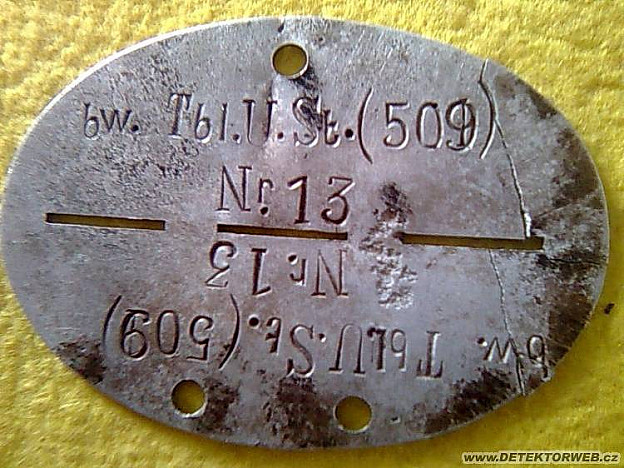 bw. Tbl.U.St.(509)
Nr. 13
Nr. 13
bw. Tbl.U.St.(509)
www.DETEKTORWEB.cz